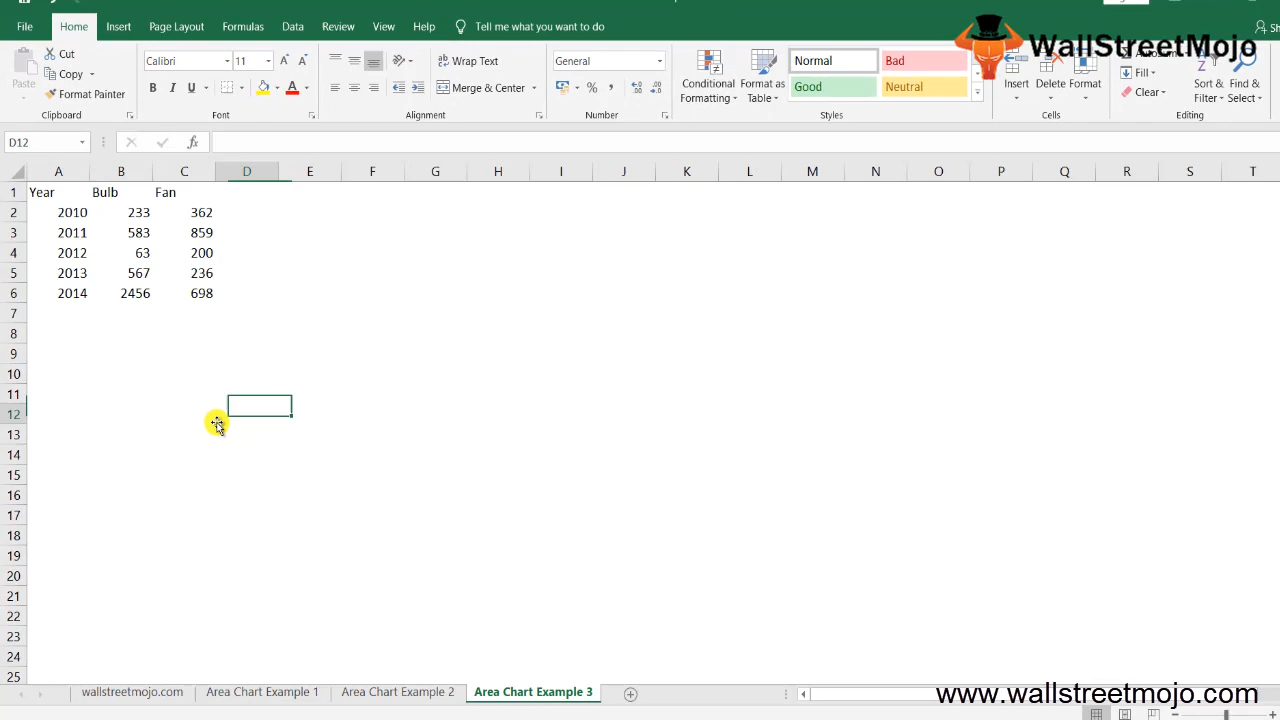 File Home Insert Page Layout Formulas Data Review View Help Tell me what you want to do Sh
WallStreetMojo
Cut
Copy
Format Painter
Paste
Clipboard
Calibri 11
B I U
Font
Wrap Text
Merge & Center
Alignment
General
Number
Conditional
Formatting
Format as
Table
Normal Bad
Good Neutral
Styles
Insert Delete Format
Cells
Fill
Clear
Sort &
Filter
Find &
Select
Editing
D12 fx
A B C D E F G H I J K L M N O P Q R S T
1 Year Bulb Fan
2 2010 233 362
3 2011 583 859
4 2012 63 200
5 2013 567 236
6 2014 2456 698
7
8
9
10
11
12
13
14
15
16
17
18
19
20
21
22
23
24
25
wallstreetmojo.com Area Chart Example 1 Area Chart Example 2 Area Chart Example 3
www.wallstreetmojo.com